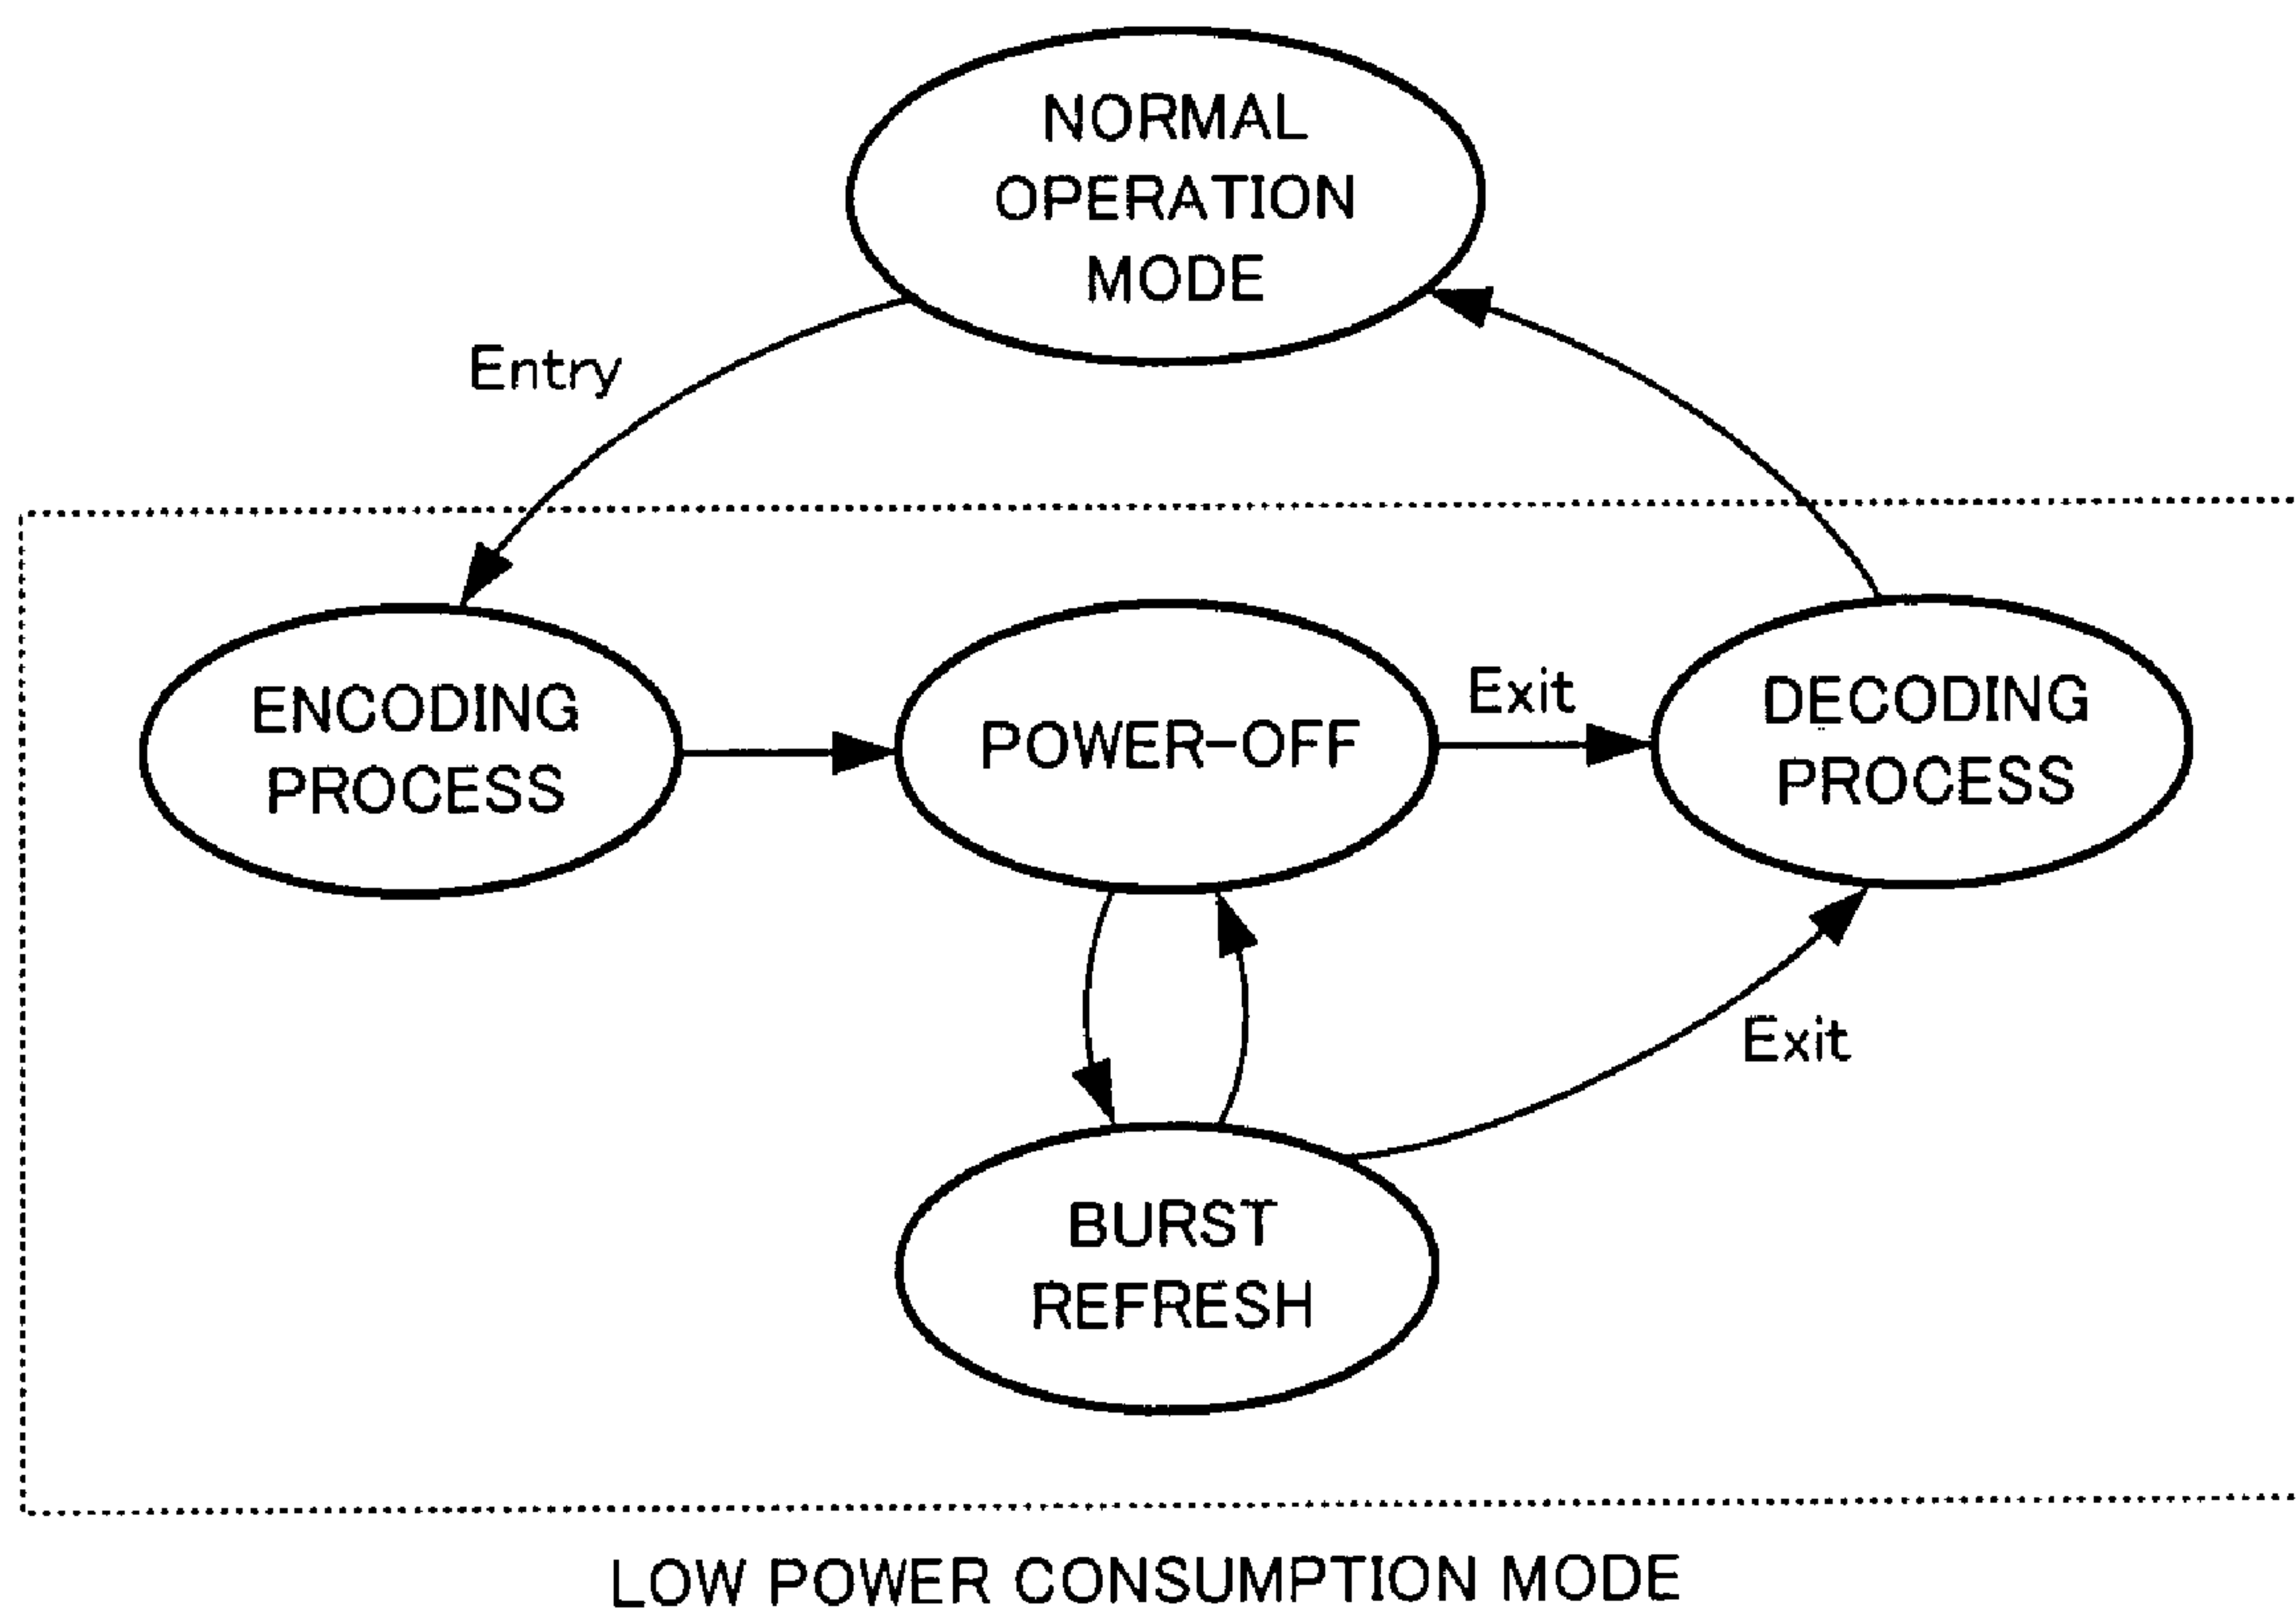 NORMAL
OPERATION
MODE
Entry
ENCODING
PROCESS
POWER-OFF
Exit
DECODING
PROCESS
Exit
BURST
REFRESH
LOW POWER CONSUMPTION MODE